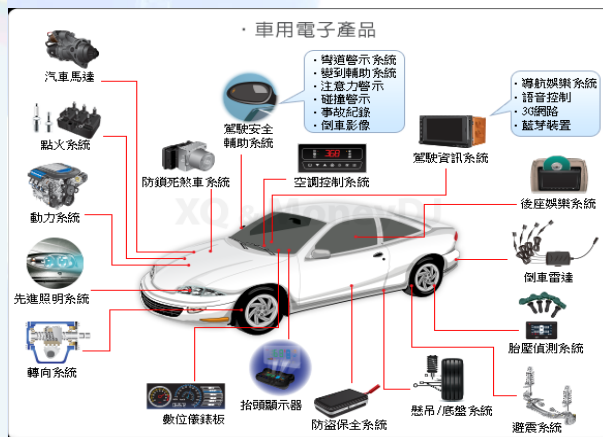 · 車用電子產品
汽車馬達
點火系統
動力系統
先進照明系統
轉向系統
防鎖死煞車系統
駕駛安全
輔助系統
· 彎道警示系統
· 變到輔助系統
· 注意力警示
· 碰撞警示
· 事故紀錄
· 倒車影像
360
空調控制系統
駕駛資訊系統
· 導航娛樂系統
· 語音控制
· 3G網路
· 藍芽裝置
後座娛樂系統
倒車雷達
胎壓偵測系統
避震系統
懸吊/底盤系統
防盜保全系統
抬頭顯示器
數位儀錶板
XQ & MoneyDJ